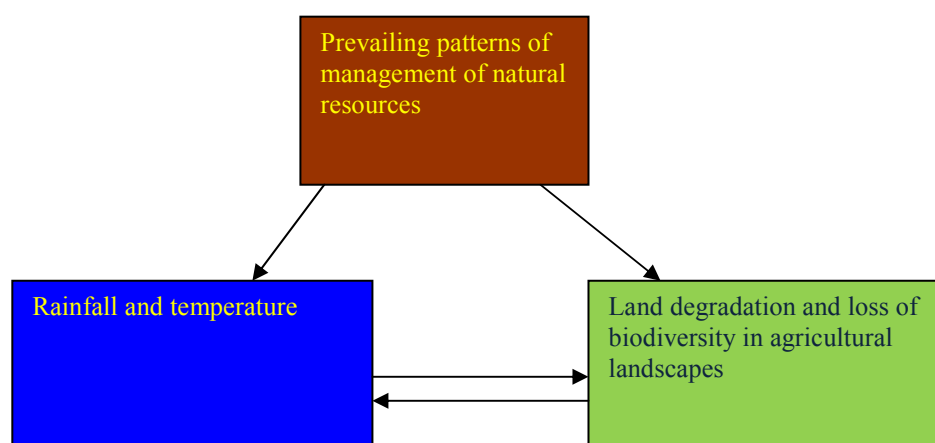 Prevailing patterns of
management of natural
resources
Rainfall and temperature
Land degradation and loss of
biodiversity in agricultural
landscapes